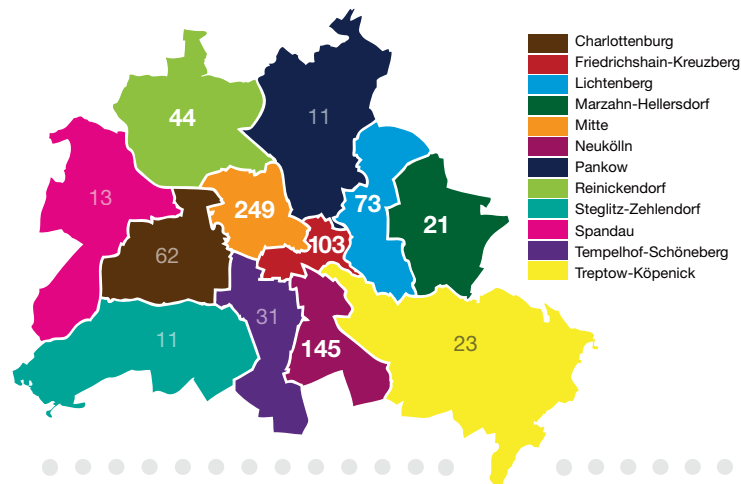 44
11
13
249
73
21
103
62
31
11
145
23
Charlottenburg
Friedrichshain-Kreuzberg
Lichtenberg
Marzahn-Hellersdorf
Mitte
Neukölln
Pankow
Reinickendorf
Steglitz-Zehlendorf
Spandau
Tempelhof-Schöneberg
Treptow-Köpenick